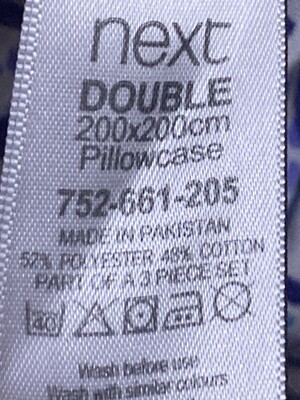 next
DOUBLE
200x200cm
Pillowcase
752-661-205
MADE IN PAKISTAN
52% POLYESTER 48% COTTON
PART OF A 3 PIECE SET
40
Wash before use
Wash with similar colours